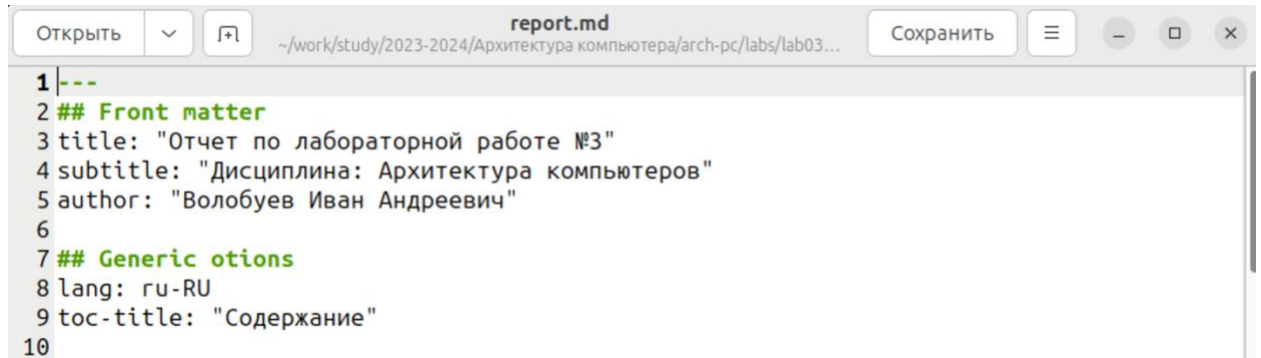 Открыть
report.md
~/work/study/2023-2024/Архитектура компьютера/arch-pc/labs/lab03...
Сохранить
1 ---
2 ## Front matter
3 title: "Отчет по лабораторной работе №3"
4 subtitle: "Дисциплина: Архитектура компьютеров"
5 author: "Волобуев Иван Андреевич"
6
7 ## Generic otions
8 lang: ru-RU
9 toc-title: "Содержание"
10